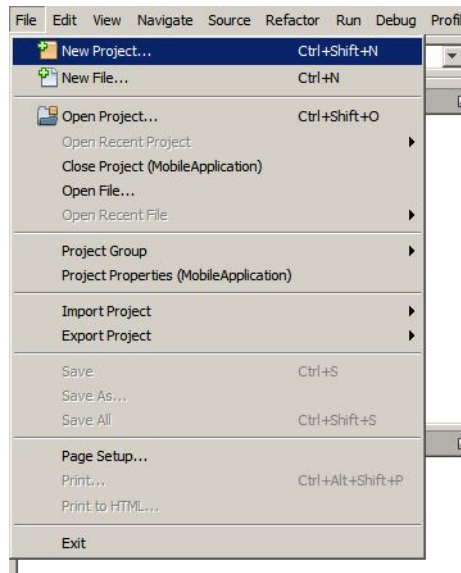 File Edit View Navigate Source Refactor Run Debug
New Project... Ctrl+Shift+N
New File... Ctrl+N
Open Project... Ctrl+Shift+O
Open Recent Project
Close Project (MobileApplication)
Open File...
Open Recent File
Project Group
Project Properties (MobileApplication)
Import Project
Export Project
Save Ctrl+S
Save As...
Save All Ctrl+Shift+S
Page Setup...
Print... Ctrl+Alt+Shift+P
Print to HTML...
Exit